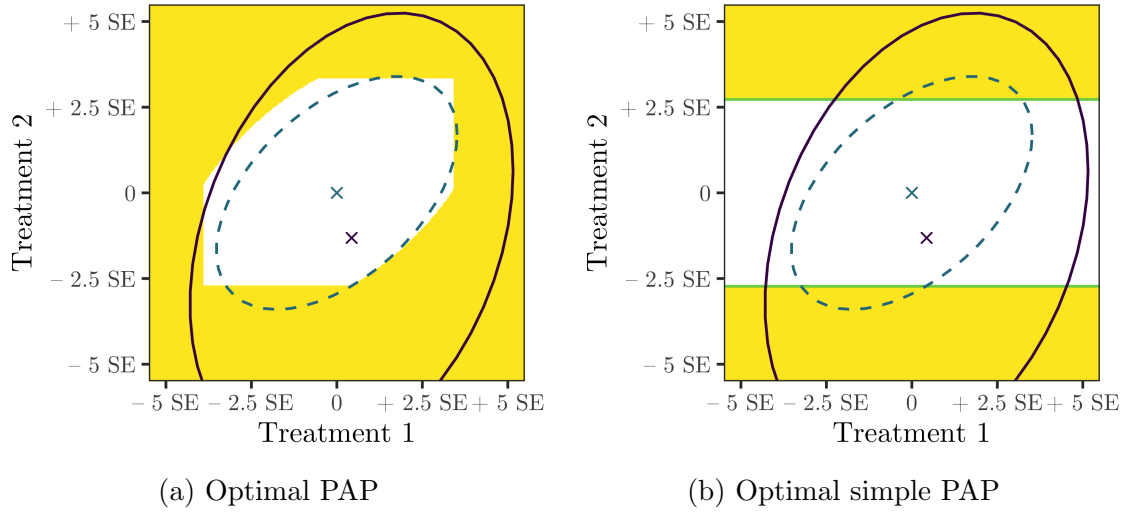 + 5 SE
+ 2.5 SE
0
− 2.5 SE
− 5 SE
Treatment 2
− 5 SE − 2.5 SE 0 + 2.5 SE + 5 SE
Treatment 1
(a) Optimal PAP
+ 5 SE
+ 2.5 SE
0
− 2.5 SE
− 5 SE
Treatment 2
− 5 SE − 2.5 SE 0 + 2.5 SE + 5 SE
Treatment 1
(b) Optimal simple PAP